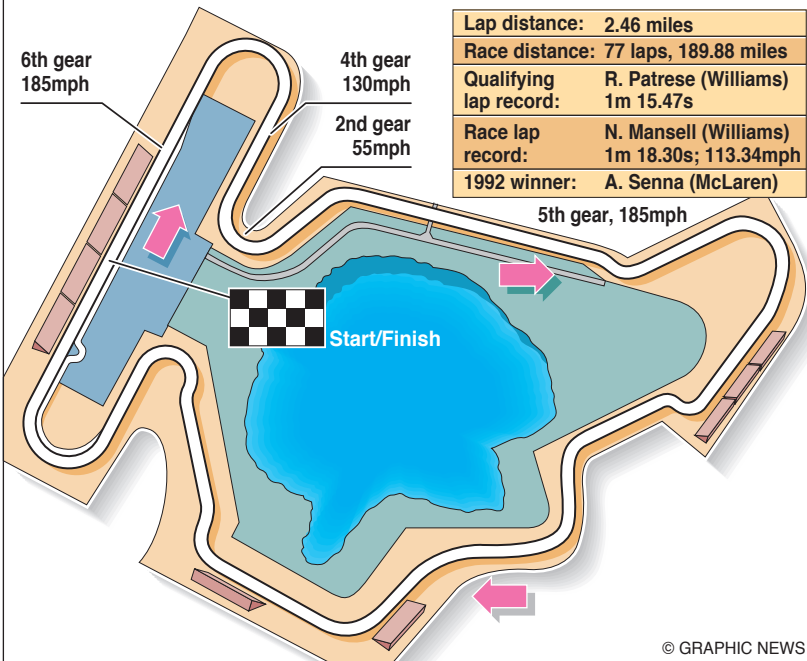 6th gear
185mph
4th gear
130mph
2nd gear
55mph
Lap distance: 2.46 miles
Race distance: 77 laps, 189.88 miles
Qualifying lap record: R. Patrese (Williams)
1m 15.47s
Race lap record: N. Mansell (Williams)
1m 18.30s; 113.34mph
1992 winner: A. Senna (McLaren)
5th gear, 185mph
Start/Finish
© GRAPHIC NEWS